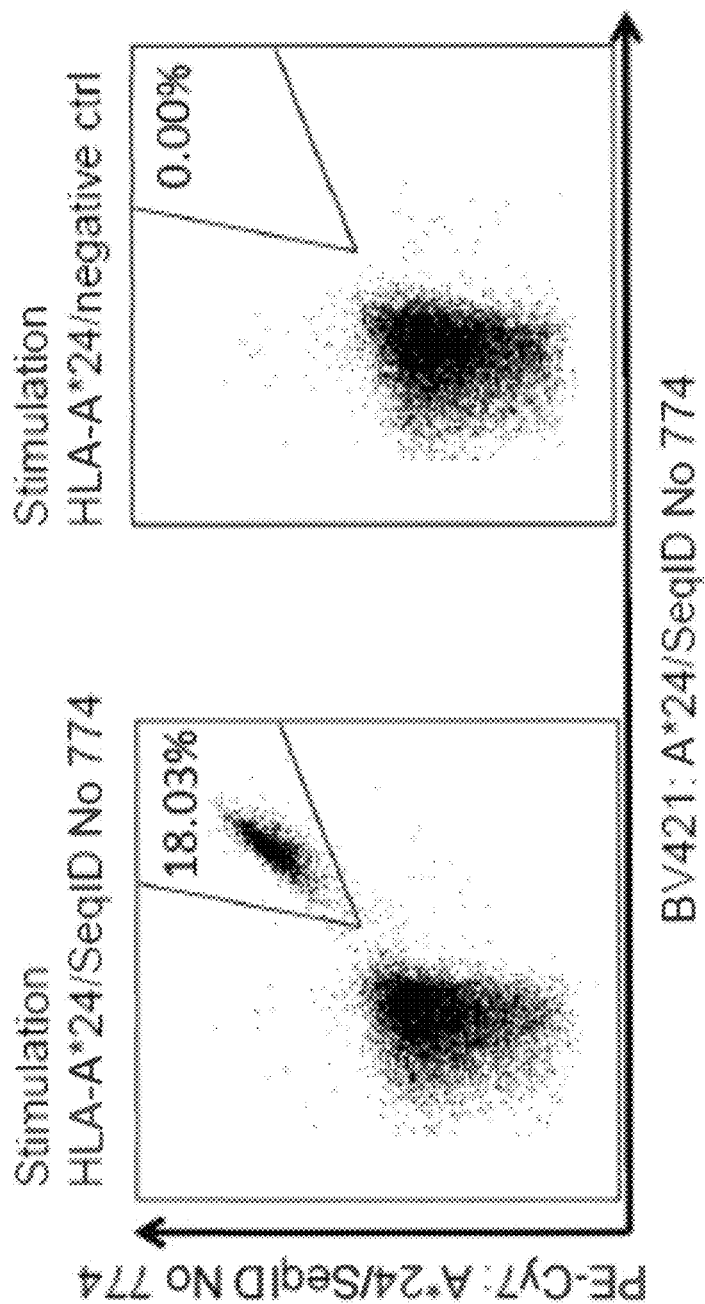 Stimulation
HLA-A*24/SeqID No 774
Stimulation
HLA-A*24/negative ctrl
18.03%
0.00%
PE-Cy7: A*24/SeqID No 774
BV421: A*24/SeqID No 774